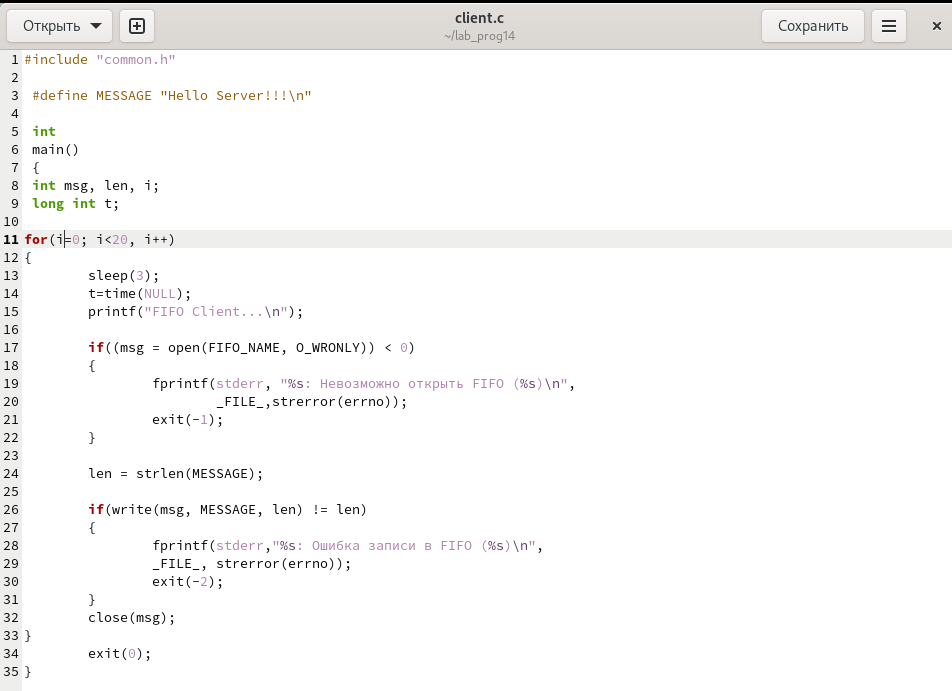 Открыть
client.c
~/lab_prog14
Сохранить
1 #include "common.h"
2
3 #define MESSAGE "Hello Server!!!\n"
4
5 int
6 main()
7 {
8 int msg, len, i;
9 long int t;
10
11 for(i=0; i<20, i++)
12 {
13 sleep(3);
14 t=time(NULL);
15 printf("FIFO Client...\n");
16
17 if((msg = open(FIFO_NAME, O_WRONLY)) < 0)
18 {
19 fprintf(stderr, "%s: Невозможно открыть FIFO (%s)\n",
20 _FILE_,strerror(errno));
21 exit(-1);
22 }
23
24 len = strlen(MESSAGE);
25
26 if(write(msg, MESSAGE, len) != len)
27 {
28 fprintf(stderr,"%s: Ошибка записи в FIFO (%s)\n",
29 _FILE_, strerror(errno));
30 exit(-2);
31 }
32 close(msg);
33 }
34 exit(0);
35 }